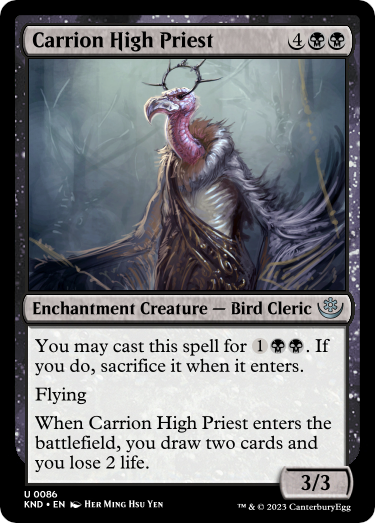 Carrion High Priest 4
Enchantment Creature — Bird Cleric
You may cast this spell for 1. If
you do, sacrifice it when it enters.
Flying
When Carrion High Priest enters the
battlefield, you draw two cards and
you lose 2 life.
3/3
U 0086
KND • EN Her Ming Hsu Yen
™ & © 2023 CanterburyEgg